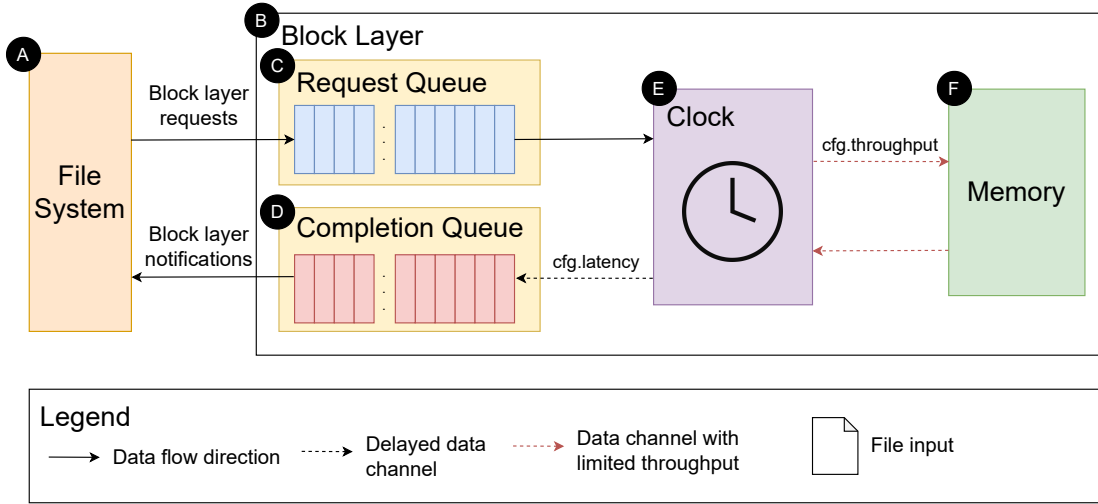 A
B
Block Layer
C
Request Queue
Block layer
requests
E
Clock
F
cfg.throughput
File
System
Memory
D
Completion Queue
Block layer
notifications
cfg.latency
Legend
Data flow direction
Delayed data
channel
Data channel with
limited throughput
File input